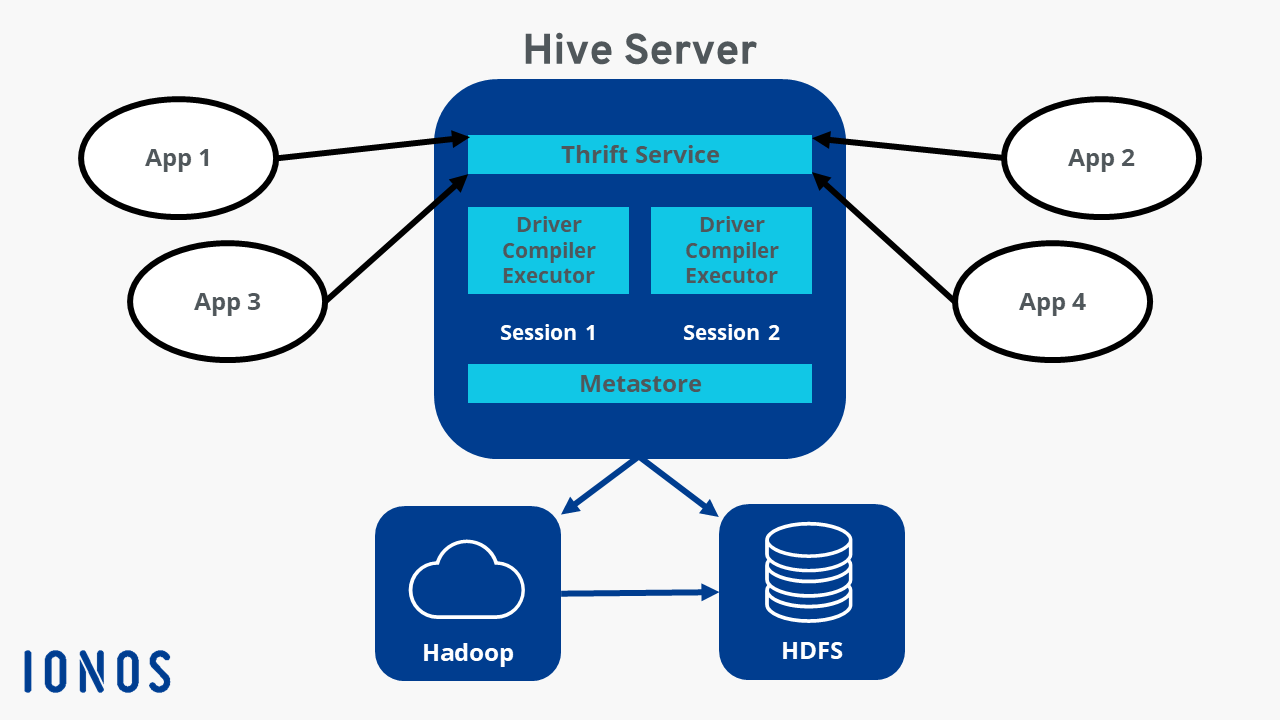 Hive Server
App 1
App 2
Thrift Service
Driver
Compiler
Executor
Driver
Compiler
Executor
App 3
App 4
Session 1
Session 2
Metastore
Hadoop
HDFS
IONOS